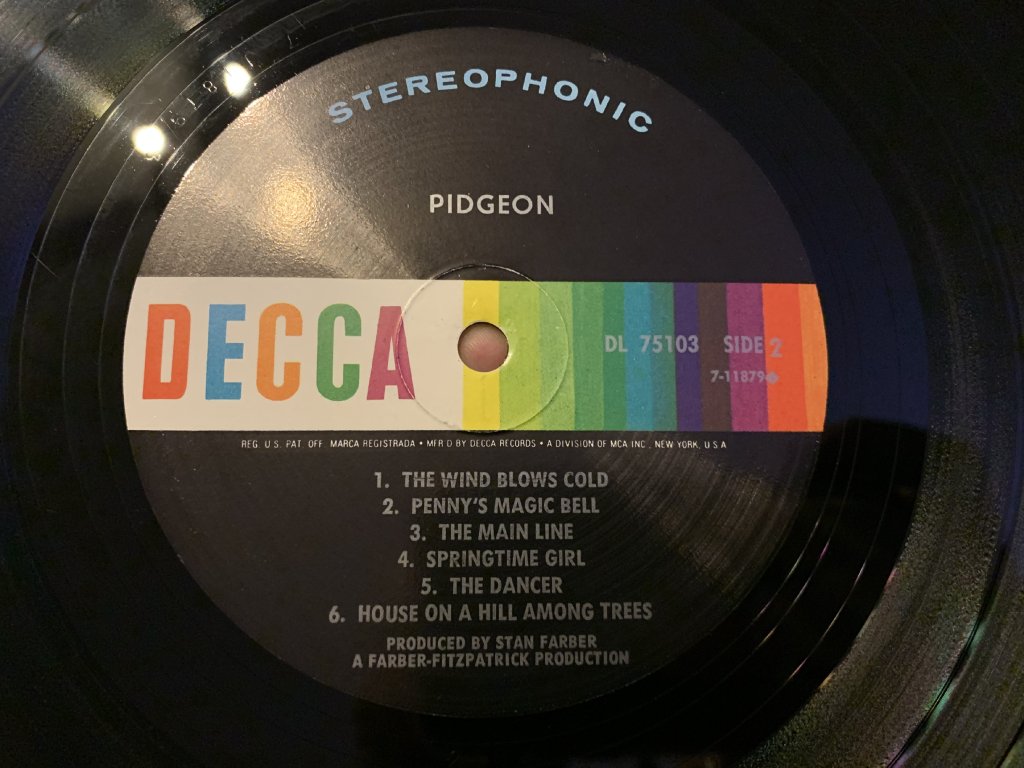 STEREOPHONIC
PIDGEON
DECCA
DL 75103 SIDE 2
7-11879◆
REG. U.S. PAT. OFF. MARCA REGISTRADA • MFR'D BY DECCA RECORDS • A DIVISION OF MCA INC., NEW YORK, U.S.A
1. THE WIND BLOWS COLD
2. PENNY'S MAGIC BELL
3. THE MAIN LINE
4. SPRINGTIME GIRL
5. THE DANCER
6. HOUSE ON A HILL AMONG TREES
PRODUCED BY STAN FARBER
A FARBER-FITZPATRICK PRODUCTION